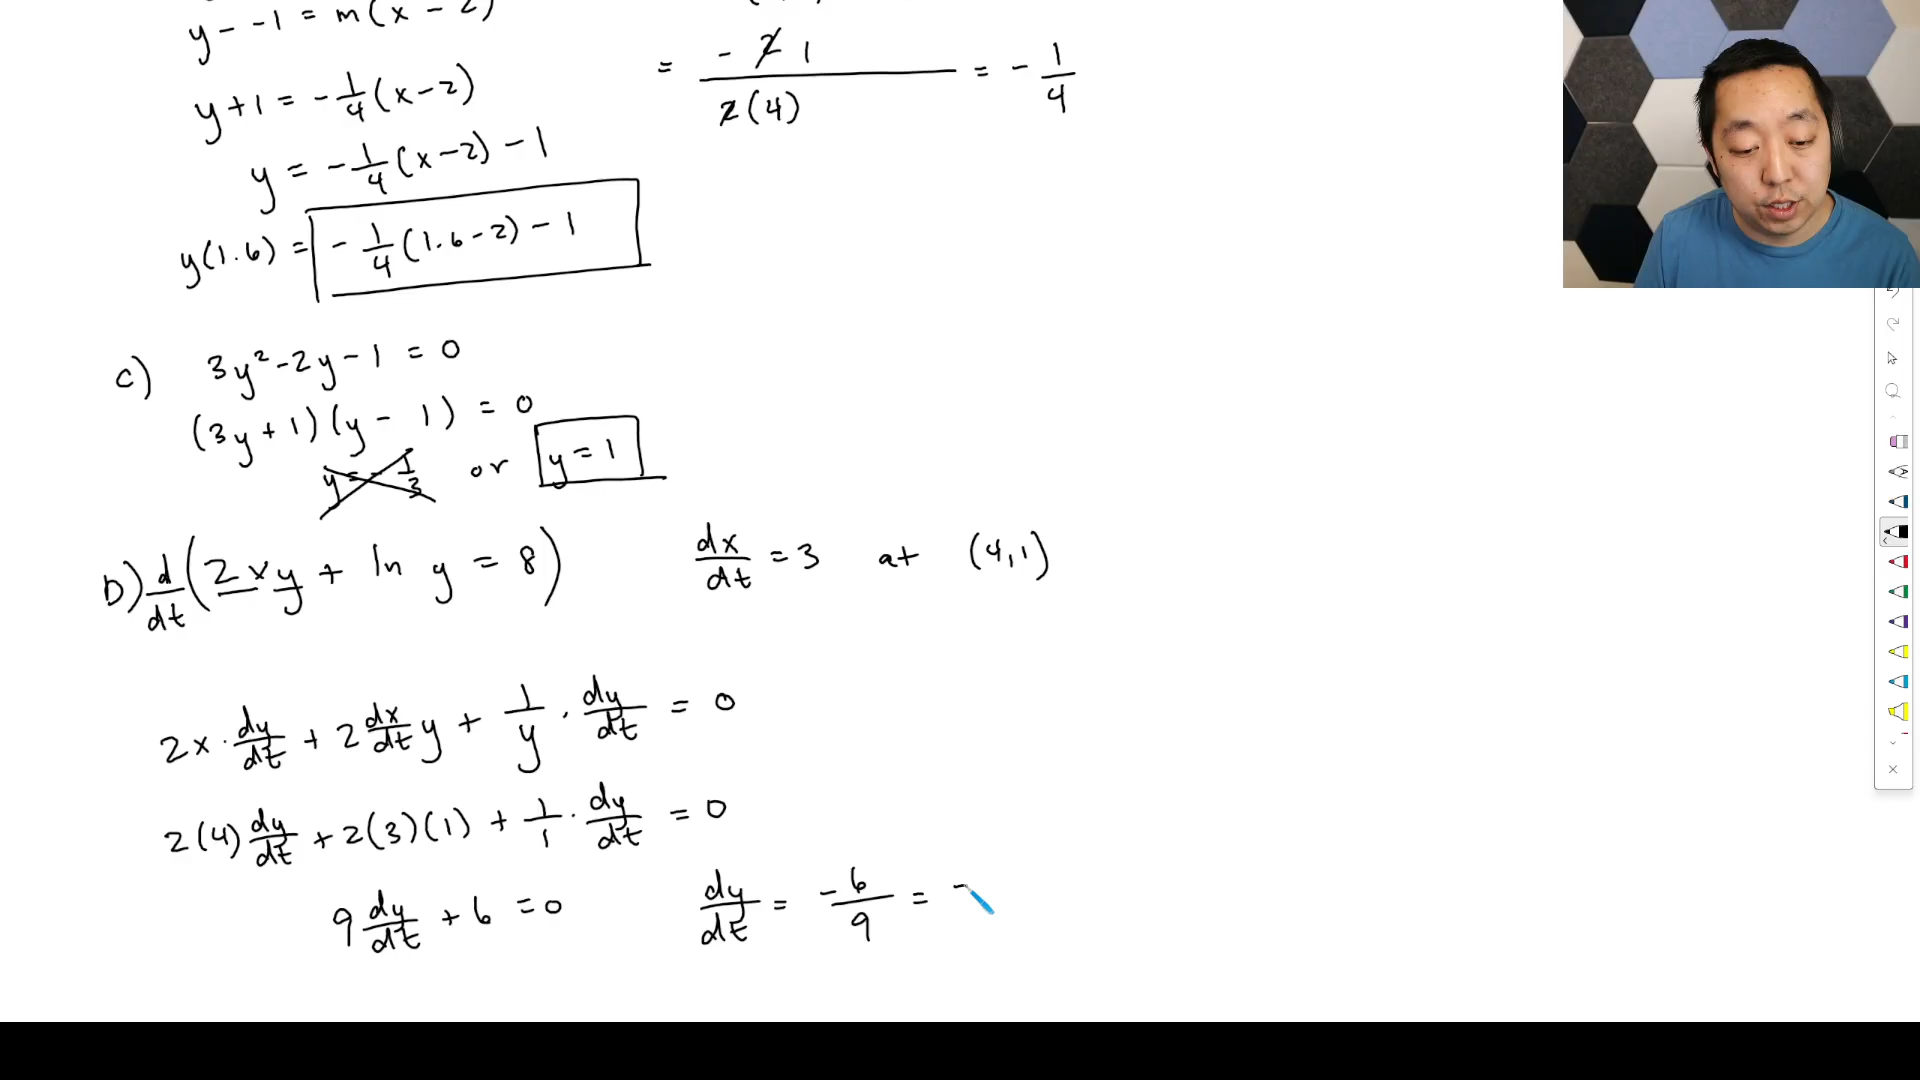 y - -1 = m(x - 2)
y + 1 = -1/4(x-2)
y = -1/4(x-2) - 1
y(1.6) = -1/4(1.6-2) - 1
= -2 1 / 2(4) = -1/4
c) 3y²-2y-1 = 0
(3y+1)(y-1) = 0
y = -1/3 or y = 1
D) d/dt(2xy + ln y = 8) dx/dt = 3 at (4,1)
2x · dy/dt + 2 dx/dt y + 1/y · dy/dt = 0
2(4) dy/dt + 2(3)(1) + 1/1 · dy/dt = 0
9 dy/dt + 6 = 0 dy/dt = -6/9 = -